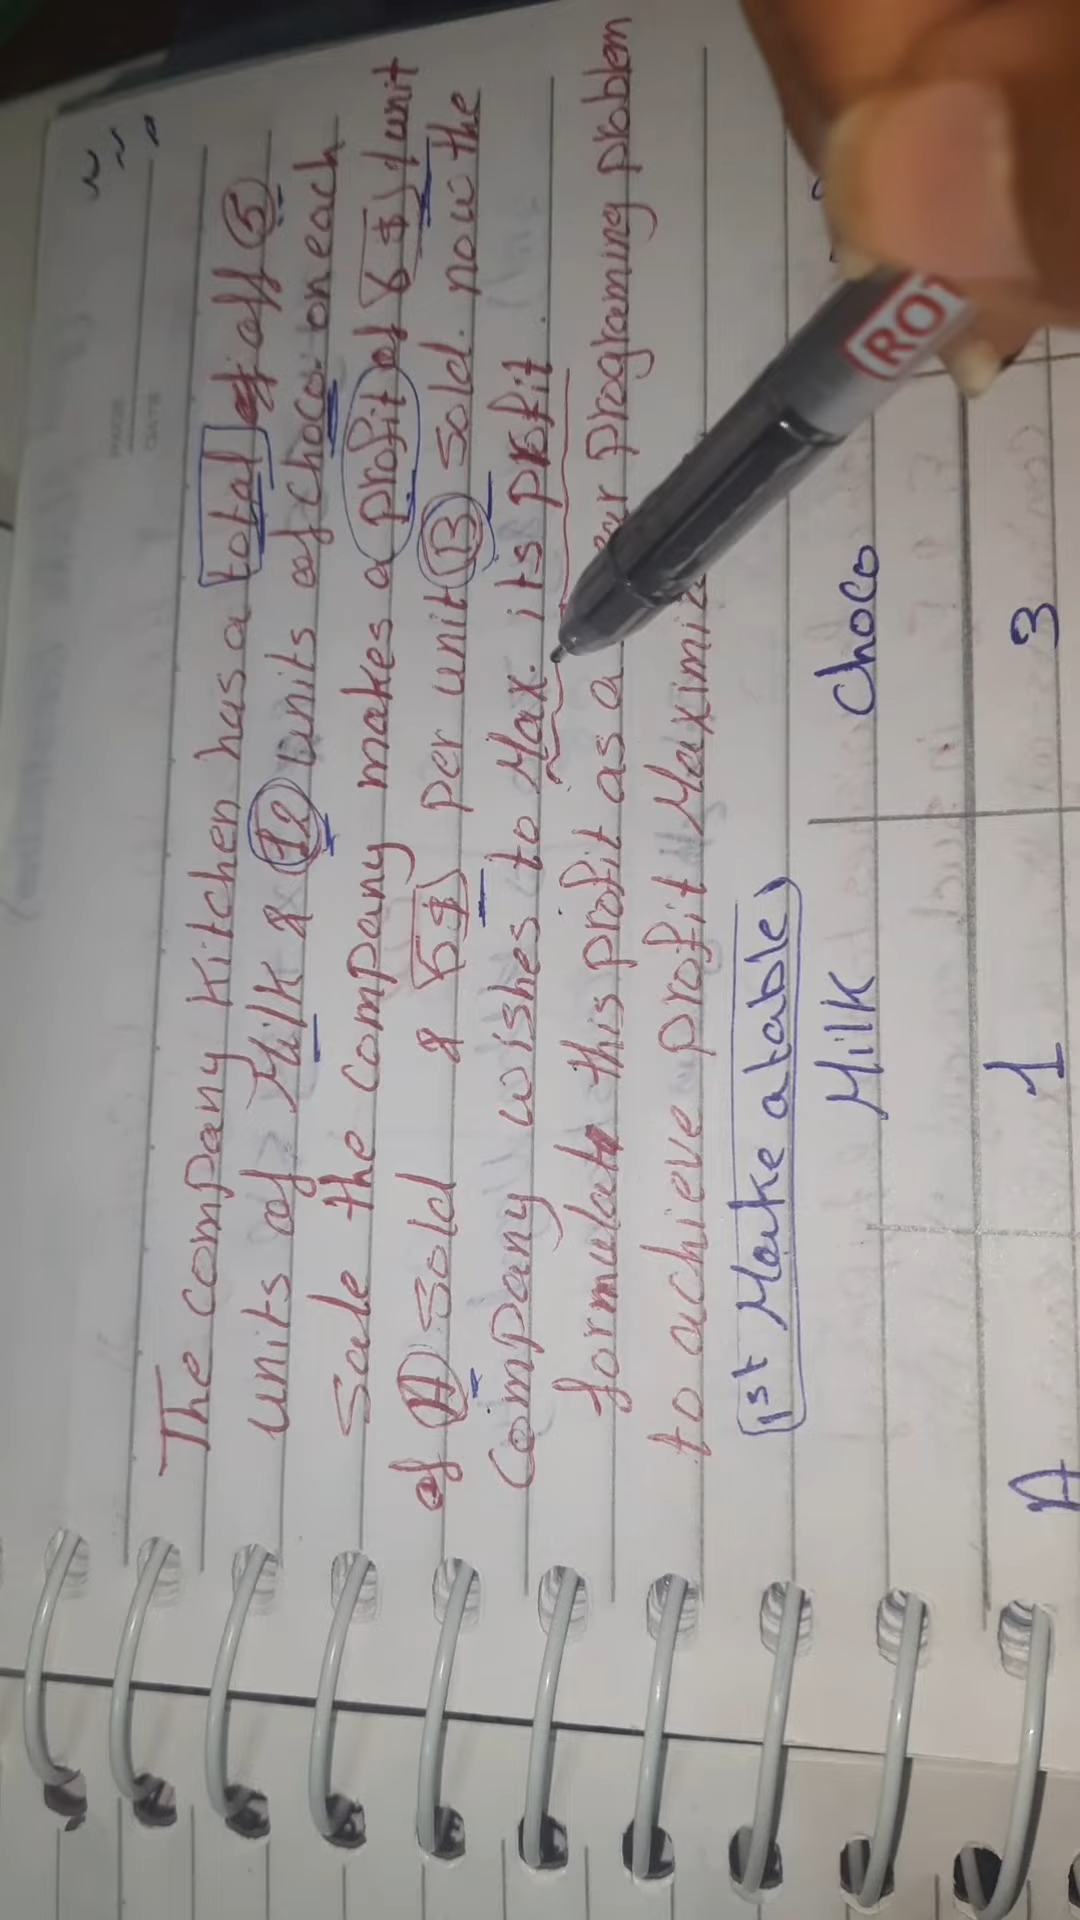 The company Kitchen has a total of off 5
units of Milk & 12 units of choco. on each
Sale the company makes a profit of 6 $ / unit
of A sold & 5 $ per unit B sold. now the
Company wishes to Max. its profit.
formulate this profit as a programing problem
to achieve profit
1st Make a table
Milk Choco
A 1 3
ROT